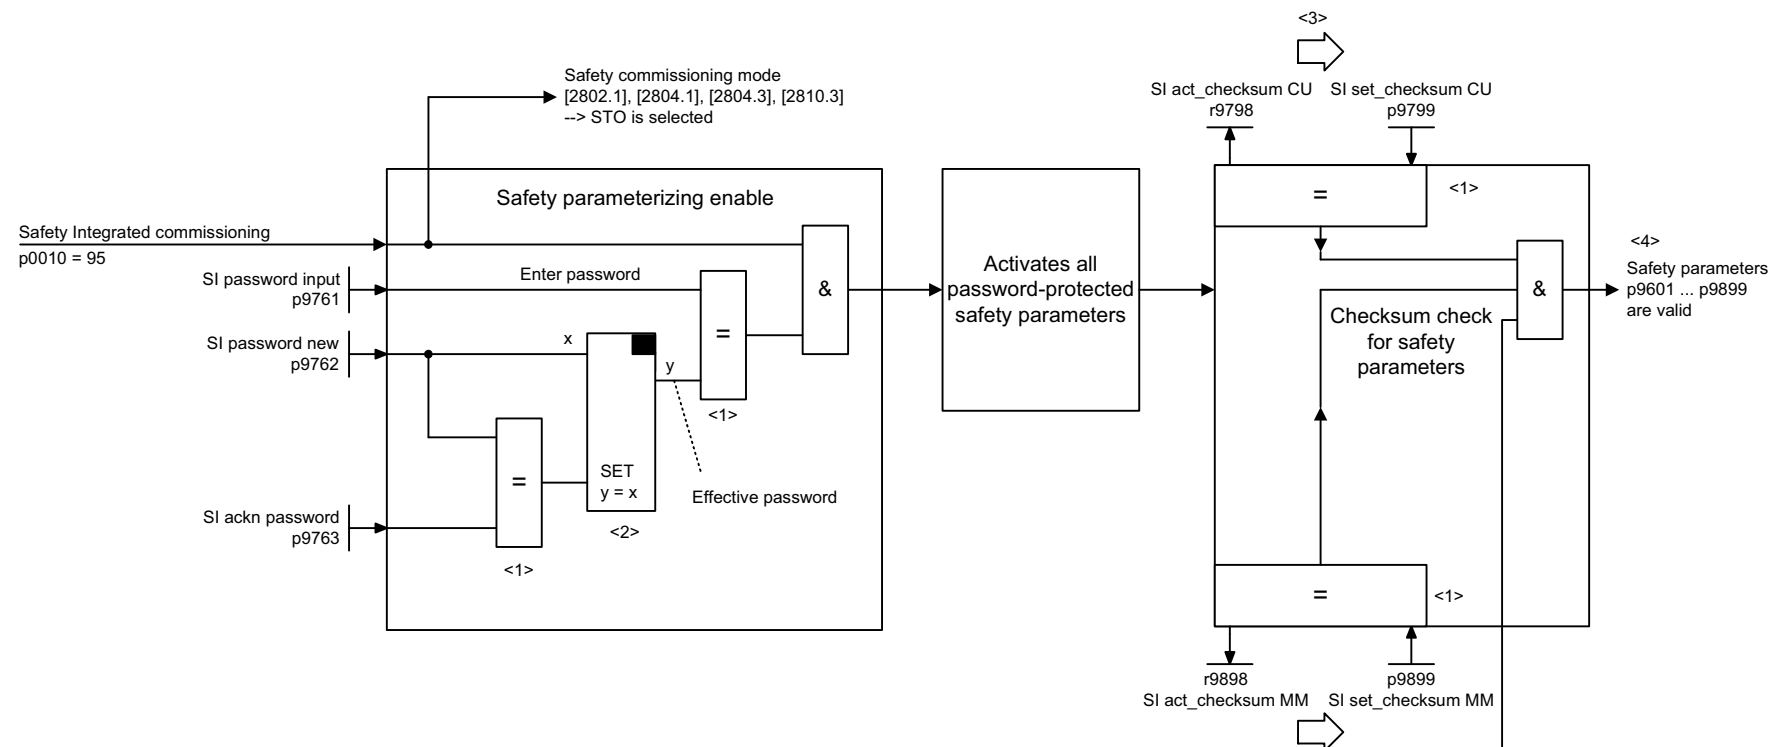 <3>
Safety commissioning mode
[2802.1], [2804.1], [2804.3], [2810.3]
--> STO is selected
SI act_checksum CU
r9798
SI set_checksum CU
p9799
Safety parameterizing enable
=
<1>
Safety Integrated commissioning
p0010 = 95
SI password input
p9761
Enter password
&
Activates all
password-protected
safety parameters
&
<4>
Safety parameters
p9601 ... p9899
are valid
Checksum check
for safety
parameters
SI password new
p9762
x
y
=
<1>
=
SET
y = x
Effective password
<2>
SI ackn password
p9763
<1>
=
<1>
r9898
SI act_checksum MM
p9899
SI set_checksum MM